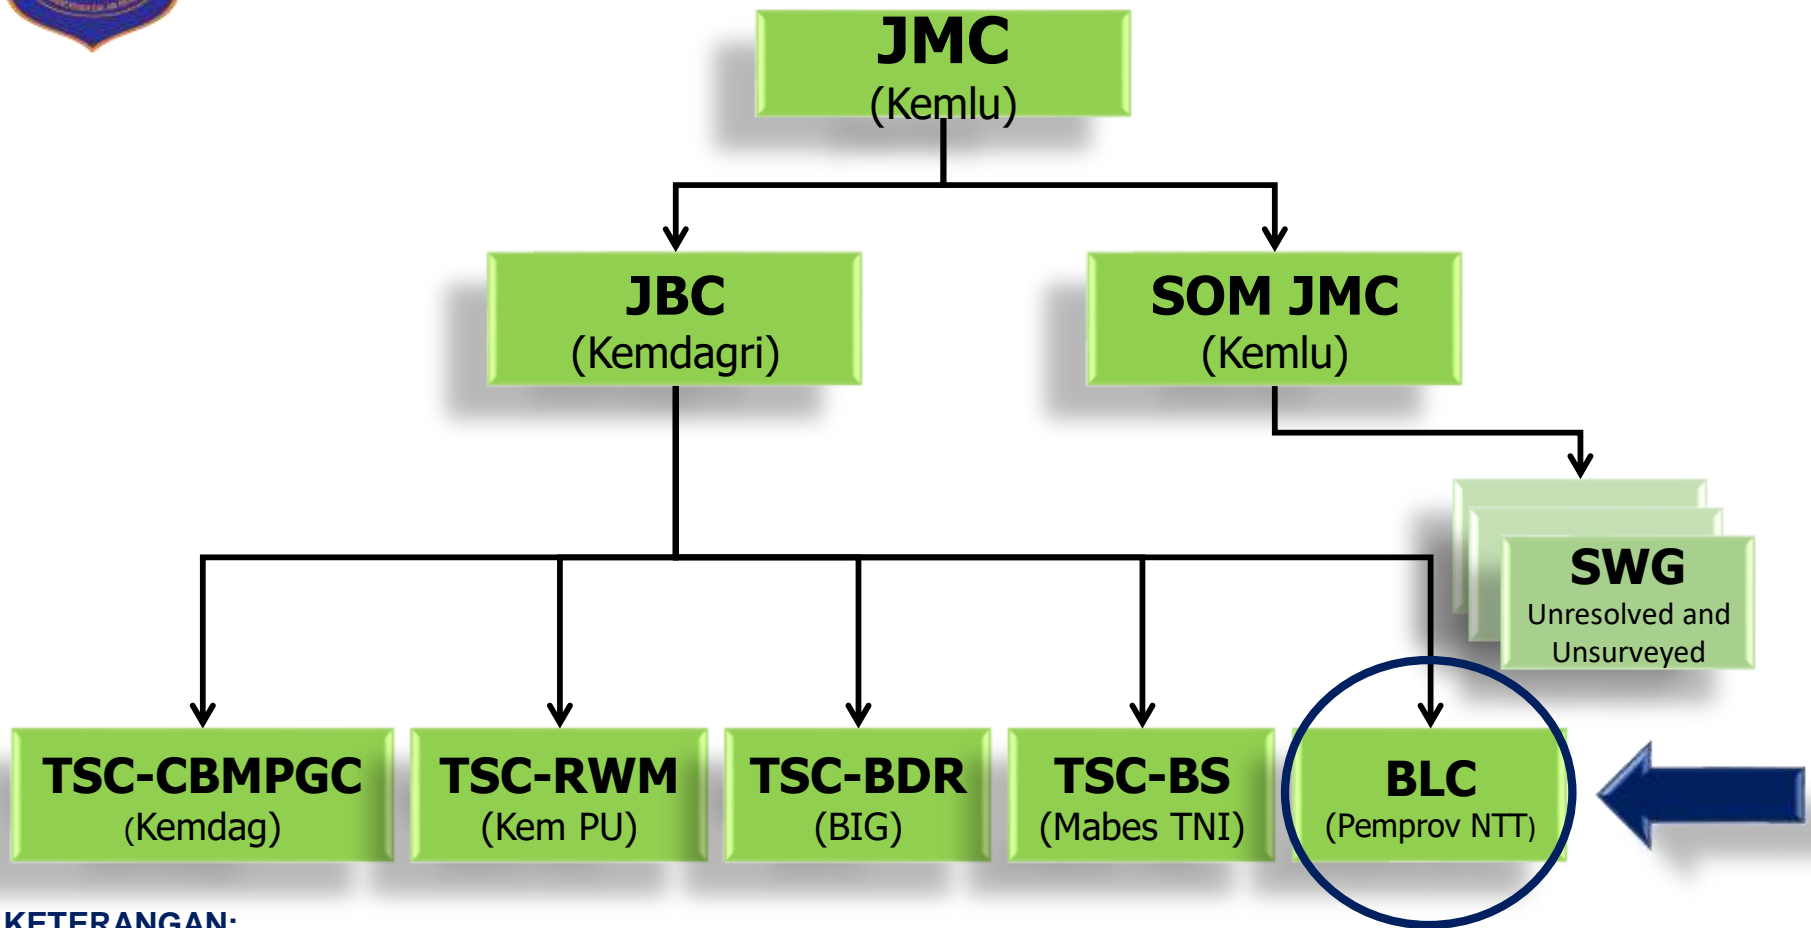 JMC
(Kemlu)
JBC
(Kemdagri)
SOM JMC
(Kemlu)
SWG
Unresolved and
Unsurveyed
TSC-CBMPGC
(Kemdag)
TSC-RWM
(Kem PU)
TSC-BDR
(BIG)
TSC-BS
(Mabes TNI)
BLC
(Pemprov NTT)
KETERANGAN: